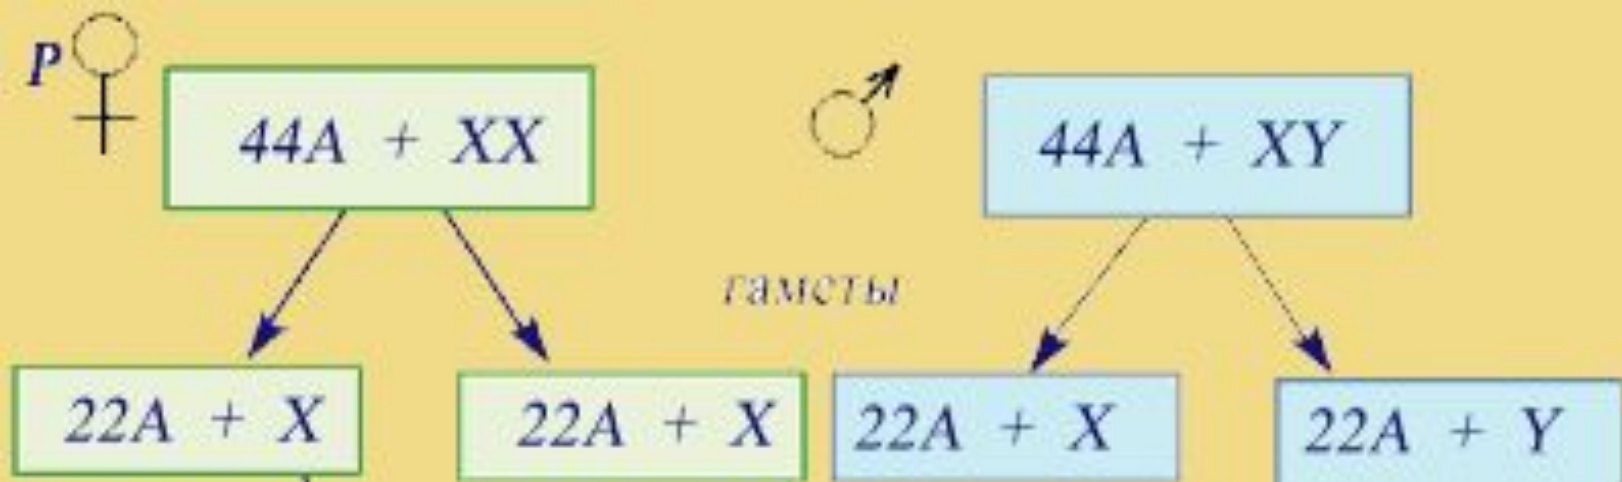 P 44A + XX 44A + XY
гаметы
22A + X 22A + X 22A + X 22A + Y